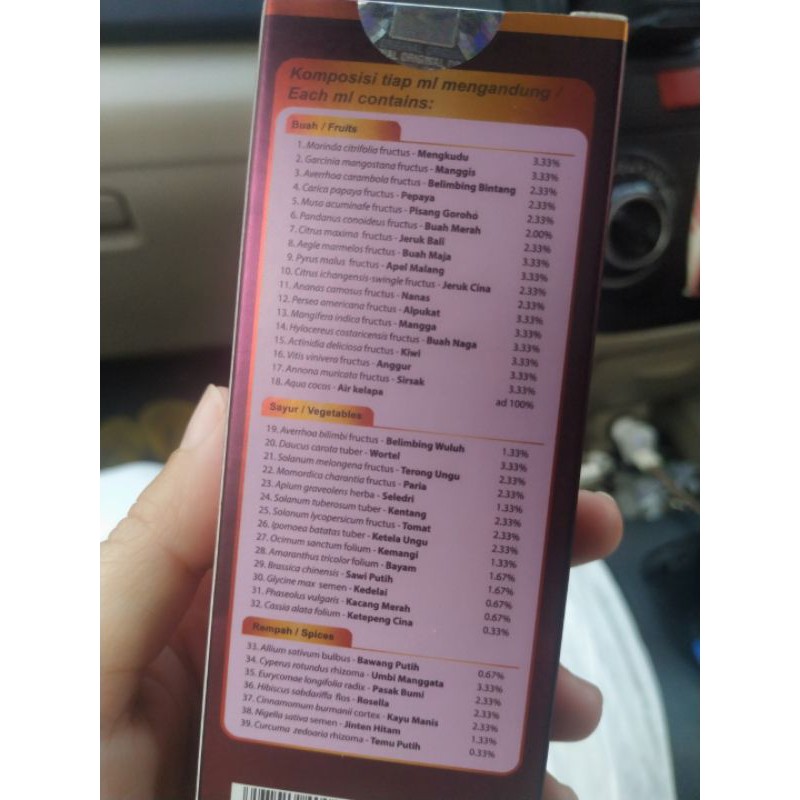 Komposisi tiap ml mengandung /
Each ml contains:
Buah / Fruits
1. Morinda citrifolia fructus - Mengkudu 3.33%
2. Garcinia mangostana fructus - Manggis 3.33%
3. Averrhoa carambola fructus - Belimbing Bintang 2.33%
4. Carica papaya fructus - Pepaya 2.33%
5. Musa acuminafe fructus - Pisang Goroho 2.33%
6. Pandanus conoideus fructus - Buah Merah 2.00%
7. Citrus maxima fructus - Jeruk Bali 2.33%
8. Aegle marmelos fructus - Buah Maja 3.33%
9. Pyrus malus fructus - Apel Malang 3.33%
10. Citrus ichangensis-swingle fructus - Jeruk Cina 2.33%
11. Ananas comosus fructus - Nanas 2.33%
12. Persea americana fructus - Alpukat 3.33%
13. Mangifera indica fructus - Mangga 3.33%
14. Hylocereus costaricensis fructus - Buah Naga 3.33%
15. Actinidia deliciosa fructus - Kiwi 3.33%
16. Vitis vinivera fructus - Anggur 3.33%
17. Annona muricata fructus - Sirsak 3.33%
18. Aqua cocos - Air kelapa ad 100%
Sayur / Vegetables
19. Averrhoa bilimbi fructus - Belimbing Wuluh 1.33%
20. Daucus carota tuber - Wortel 3.33%
21. Solanum melongena fructus - Terong Ungu 2.33%
22. Momordica charantia fructus - Paria 2.33%
23. Apium graveolens herba - Seledri 1.33%
24. Solanum tuberosum tuber - Kentang 2.33%
25. Solanum lycopersicum fructus - Tomat 2.33%
26. Ipomoea batatas tuber - Ketela Ungu 2.33%
27. Ocimum sanctum folium - Kemangi 1.33%
28. Amaranthus tricolor folium - Bayam 1.67%
29. Brassica chinensis - Sawi Putih 1.67%
30. Glycine max semen - Kedelai 0.67%
31. Phaseolus vulgaris - Kacang Merah 0.67%
32. Cassia alata folium - Ketepeng Cina 0.33%
Rempah / Spices
33. Allium sativum bulbus - Bawang Putih 0.67%
34. Cyperus rotundus rhizoma - Umbi Manggata 3.33%
35. Eurycomae longifolia radix - Pasak Bumi 2.33%
36. Hibiscus sabdariffa flos - Rosella 2.33%
37. Cinnamomum burmanii cortex - Kayu Manis 2.33%
38. Nigella sativa semen - Jinten Hitam 1.33%
39. Curcuma zedoaria rhizoma - Temu Putih 0.33%